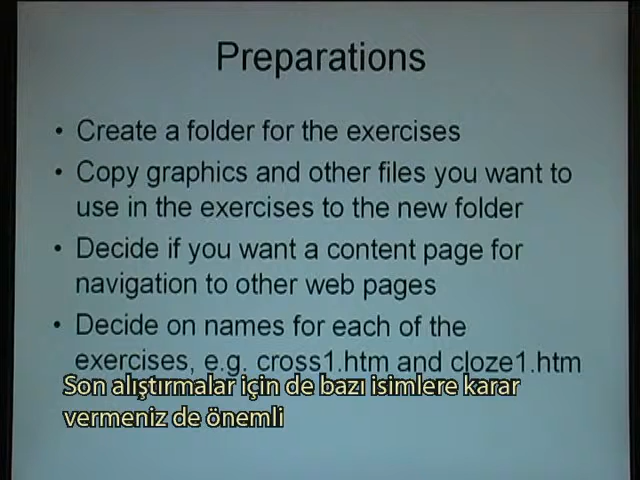 Preparations
• Create a folder for the exercises
• Copy graphics and other files you want to
use in the exercises to the new folder
• Decide if you want a content page for
navigation to other web pages
• Decide on names for each of the
exercises, e.g. cross1.htm and cloze1.htm
Son alıştırmalar için de bazı isimlere karar
vermeniz de önemli